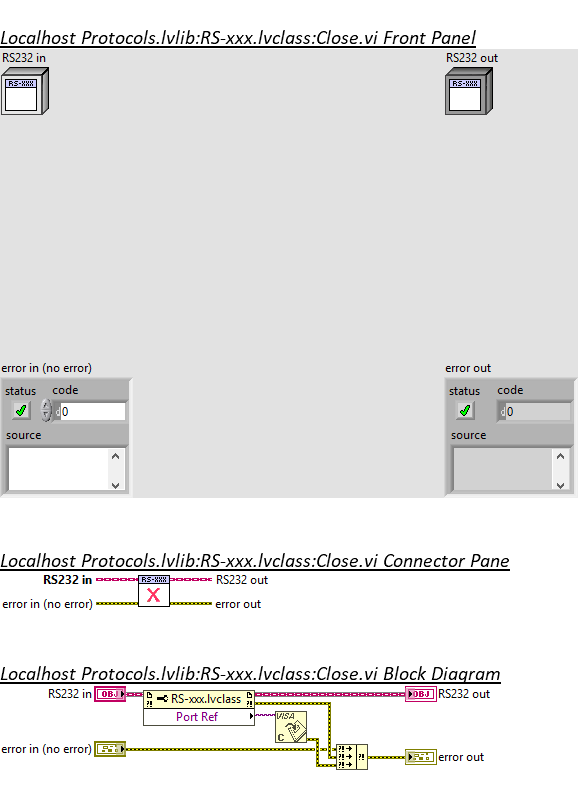 Localhost Protocols.lvlib:RS-xxx.lvclass:Close.vi Front Panel
RS232 in
RS232 out
RS-XXX
RS-XXX
error in (no error)
error out
status
code
status
code
d
0
d
0
source
source
Localhost Protocols.lvlib:RS-xxx.lvclass:Close.vi Connector Pane
RS232 in
RS-XXX
RS232 out
X
error in (no error)
error out
Localhost Protocols.lvlib:RS-xxx.lvclass:Close.vi Block Diagram
RS232 in
OBJ
RS-xxx.lvclass
OBJ
RS232 out
?!
?!
Port Ref
VISA
C
error in (no error)
?!
?!
?!
?!
error out